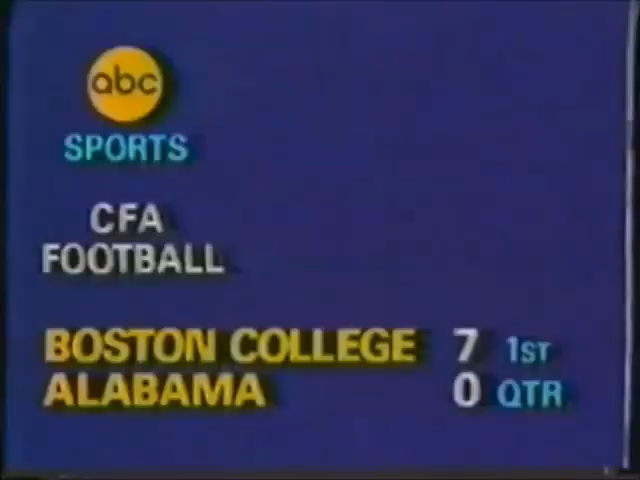 abc
SPORTS
CFA
FOOTBALL
BOSTON COLLEGE 7 1ST
ALABAMA 0 QTR